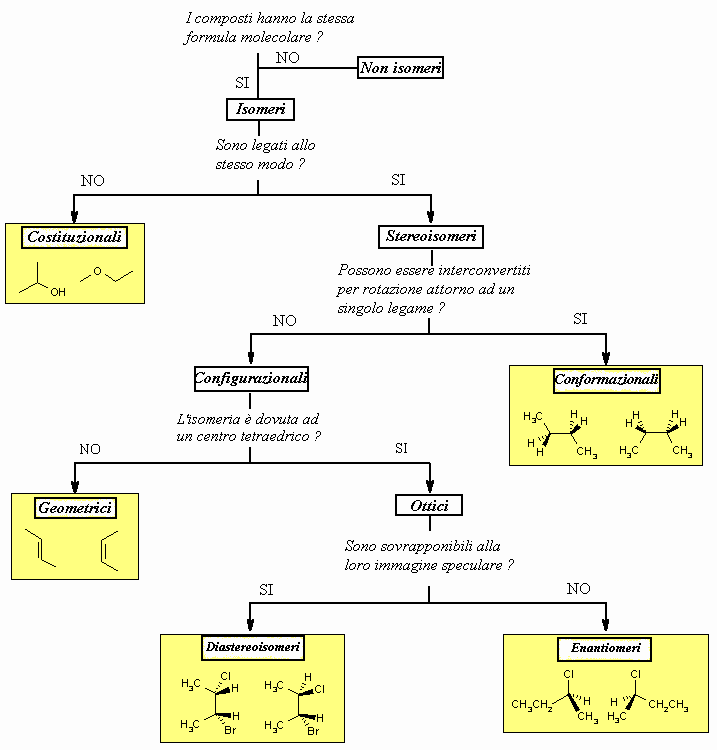 I composti hanno la stessa
formula molecolare ?
NO
Non isomeri
SI
Isomeri
Sono legati allo
stesso modo ?
NO
SI
Costituzionali
OH
O
Stereoisomeri
Possono essere interconvertiti
per rotazione attorno ad un
singolo legame ?
NO
SI
Configurazionali
Conformazionali
H₃C
H
H
H
H
CH₃
H
H
H₃C
CH₃
L'isomeria è dovuta ad
un centro tetraedrico ?
NO
SI
Geometrici
Ottici
Sono sovrapponibili alla
loro immagine speculare ?
SI
NO
Diastereoisomeri
Enantiomeri
H₃C
Cl
H
H₃C
H
Br
H₃C
H
Cl
H₃C
H
Br
Cl
CH₃CH₂
H
CH₃
Cl
H
H₃C
CH₂CH₃